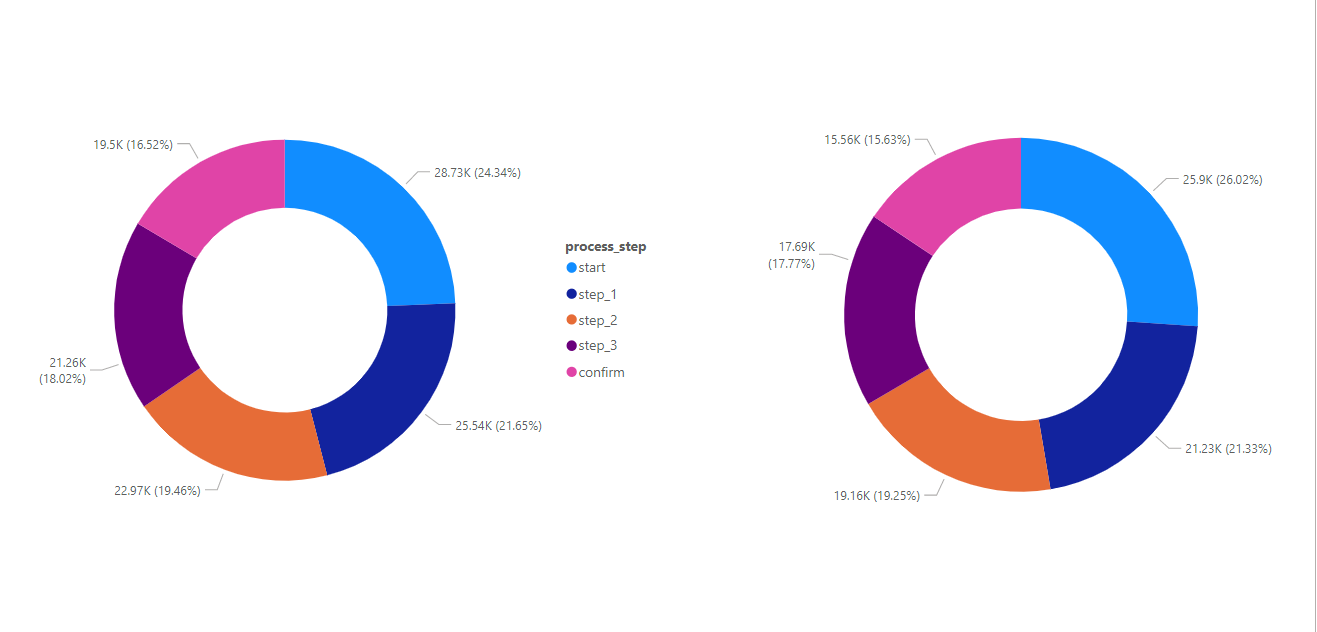 19.5K (16.52%)
28.73K (24.34%)
21.26K
(18.02%)
25.54K (21.65%)
22.97K (19.46%)
process_step
start
step_1
step_2
step_3
confirm
15.56K (15.63%)
25.9K (26.02%)
17.69K
(17.77%)
21.23K (21.33%)
19.16K (19.25%)